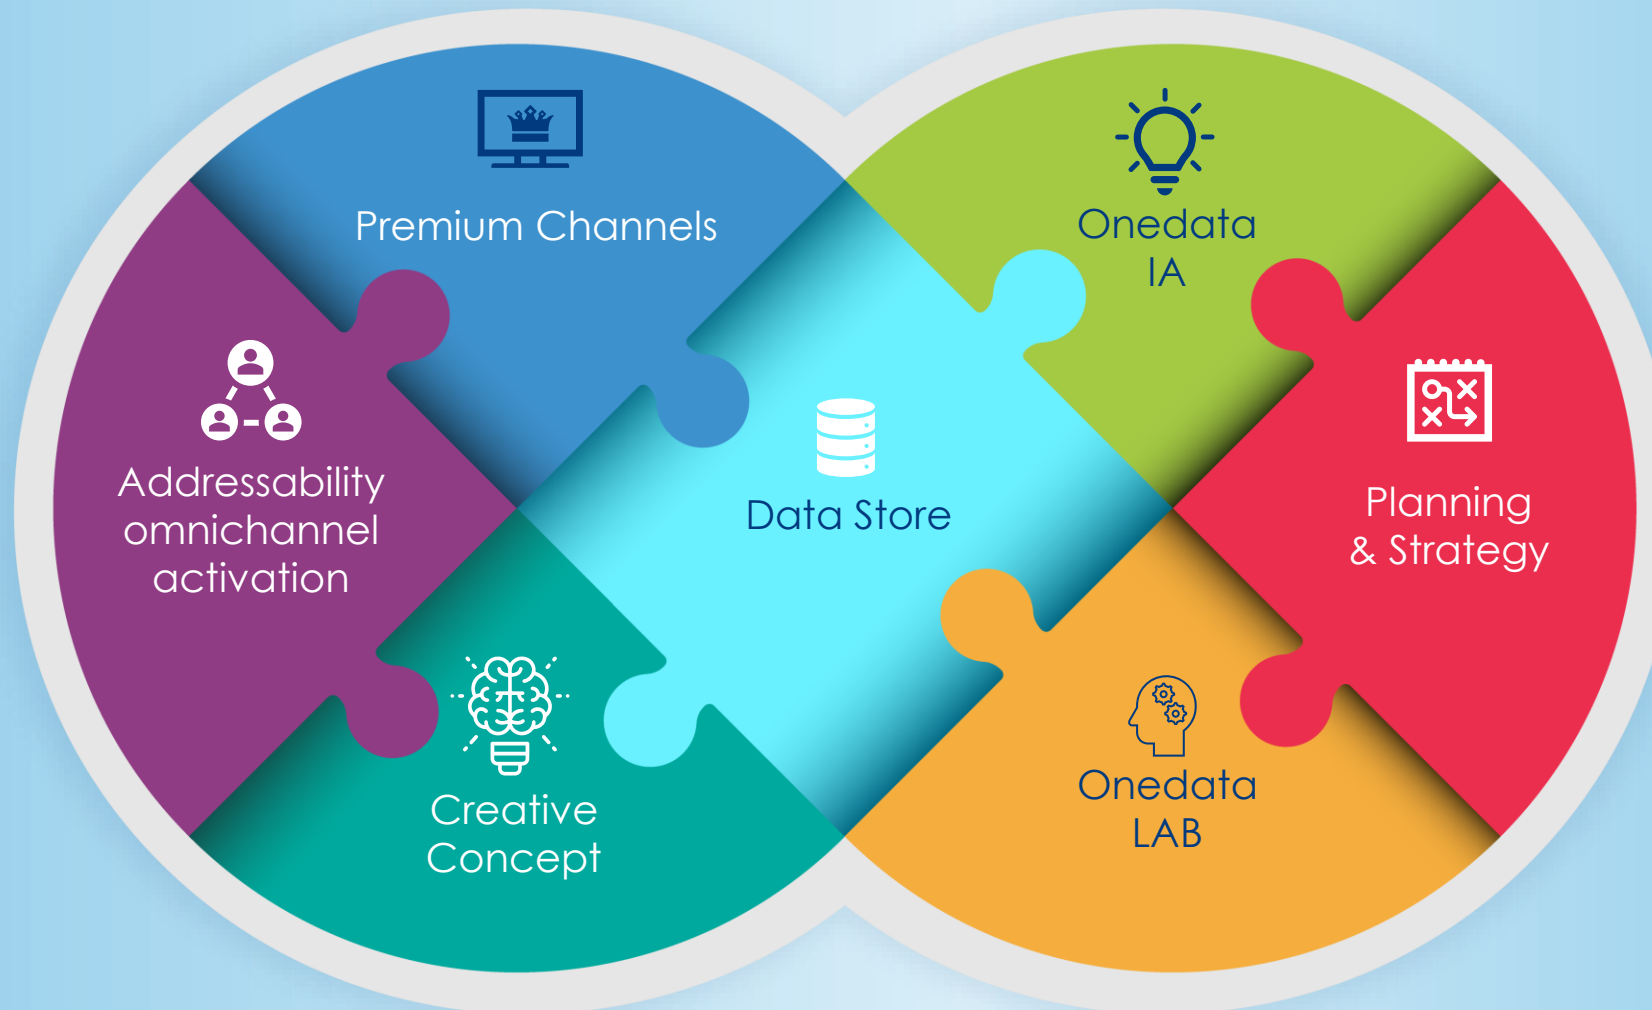 Premium Channels
Onedata
IA
Addressability
omnichannel
activation
Data Store
Planning
& Strategy
Creative
Concept
Onedata
LAB